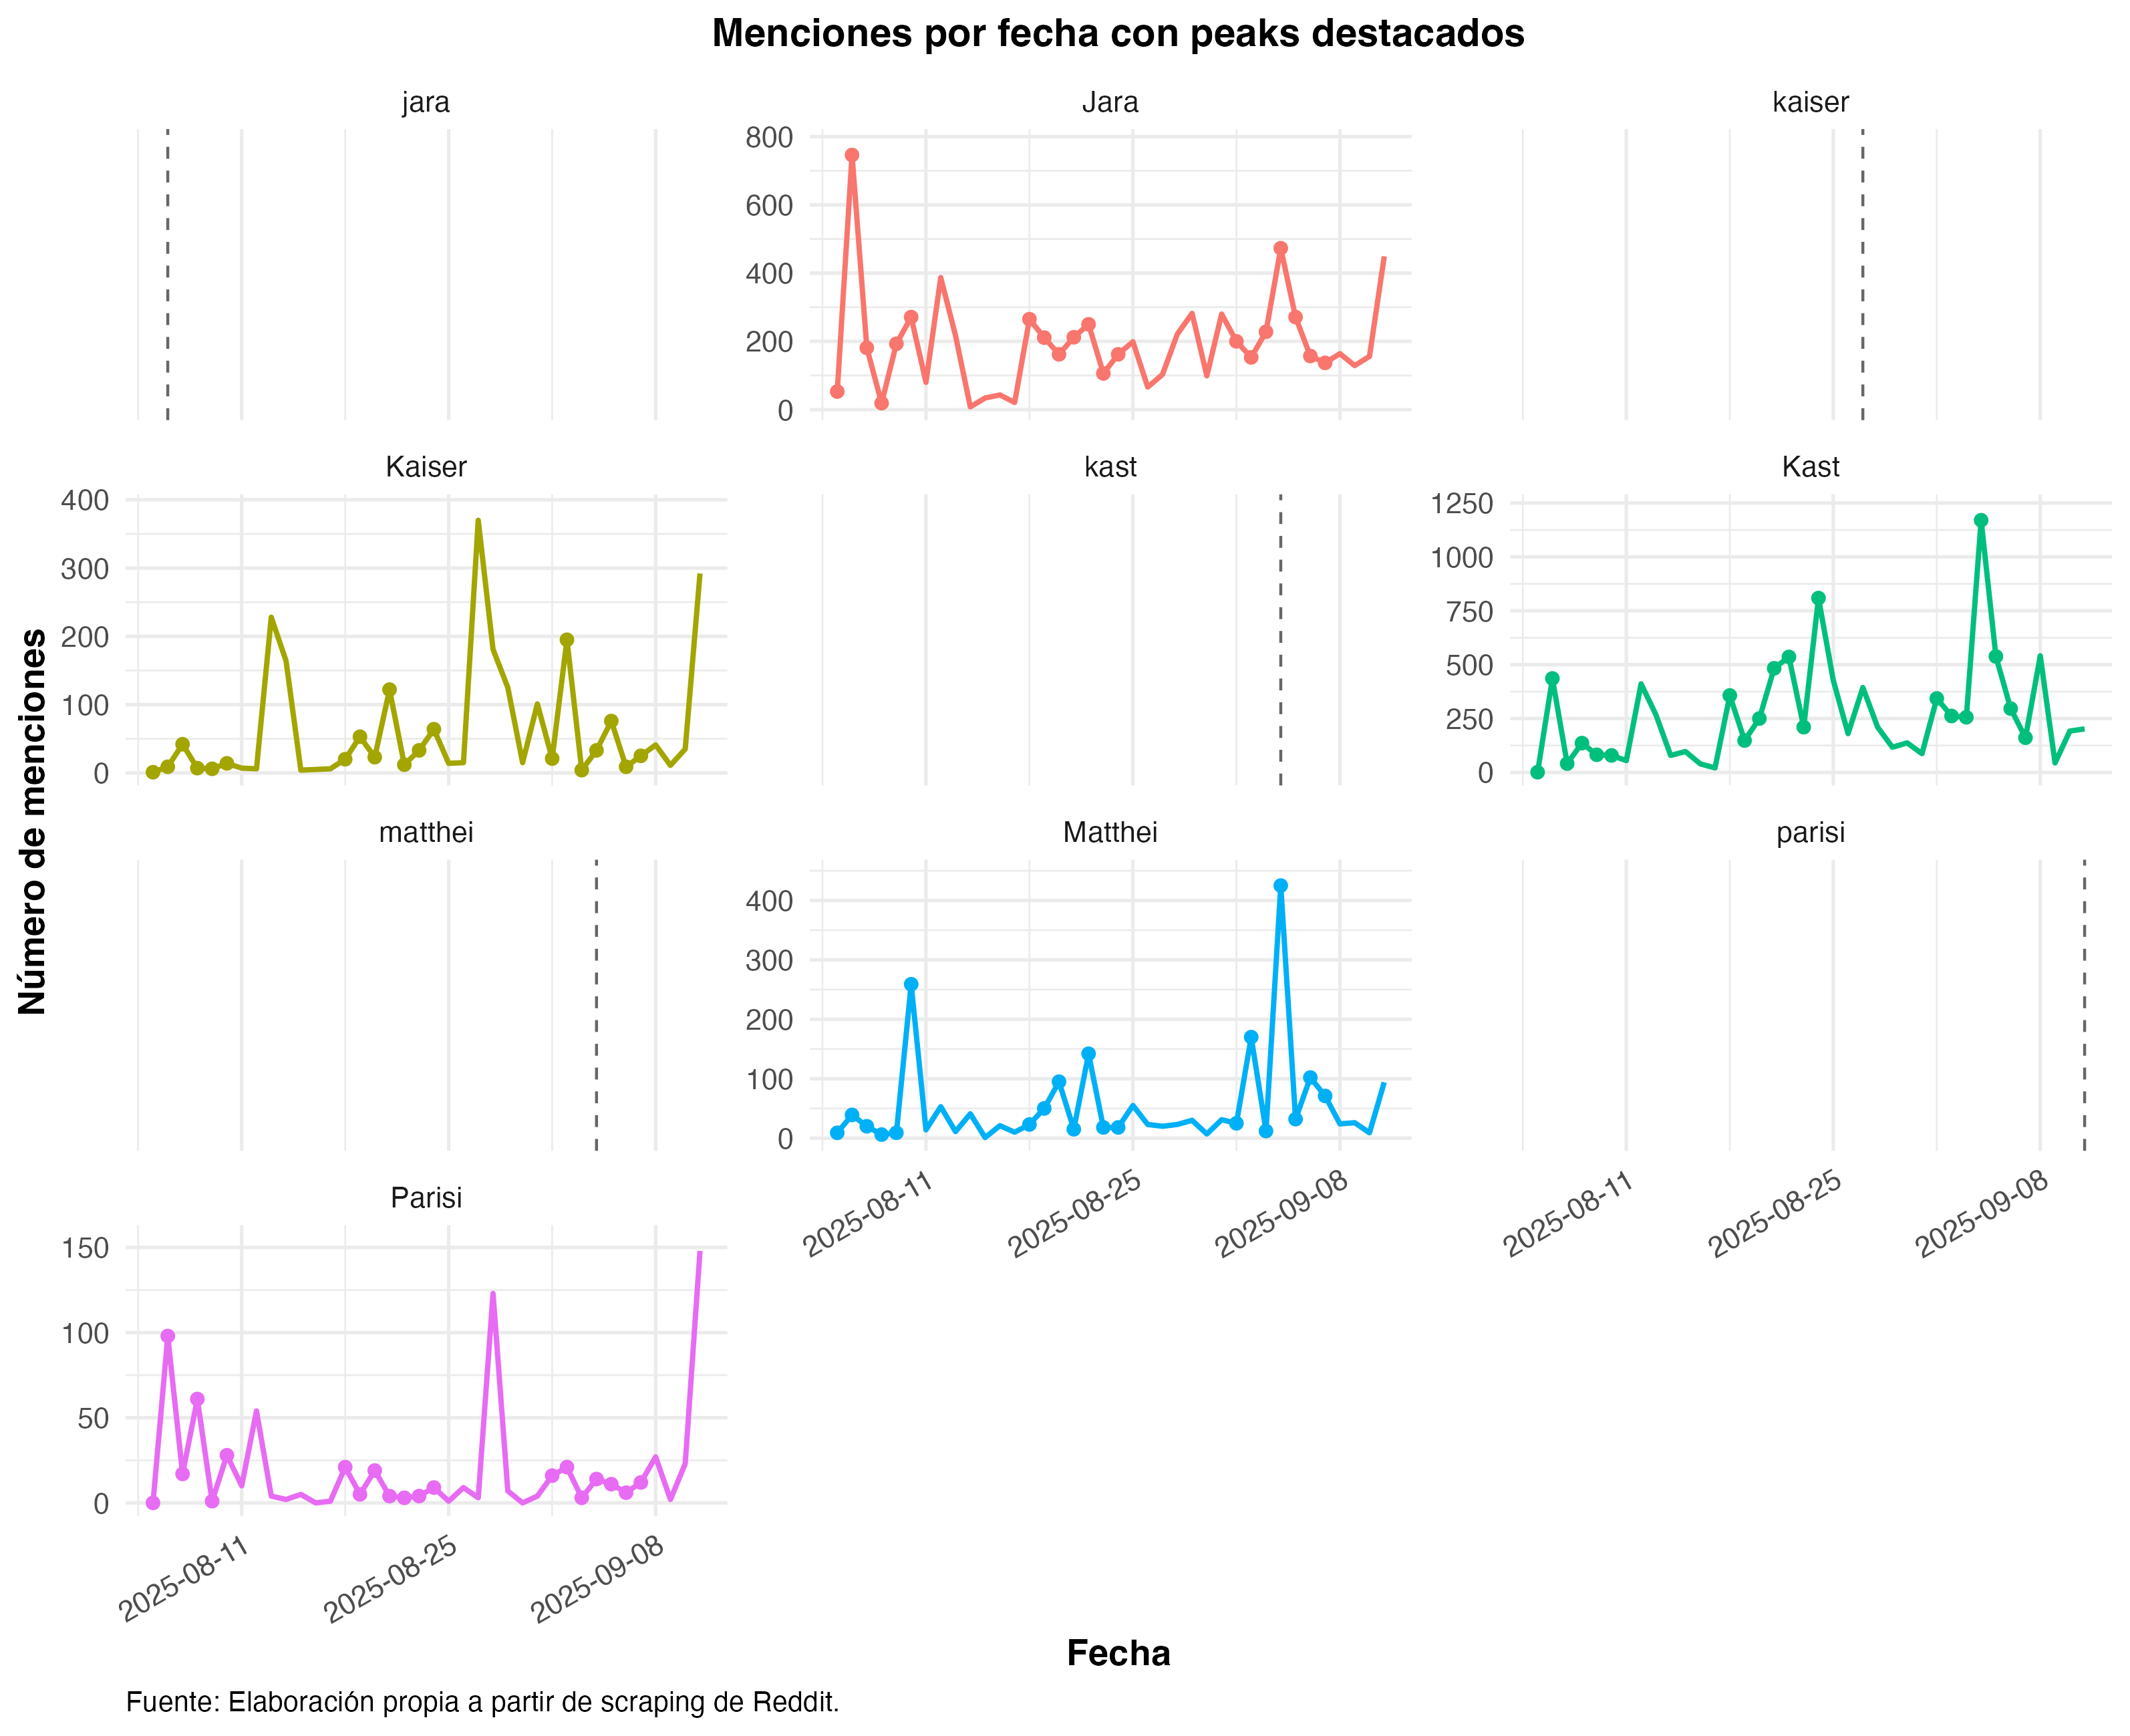 Menciones por fecha con peaks destacados
jara
Jara
kaiser
800
600
400
200
0
Kaiser
kast
Kast
400
300
200
100
0
1250
1000
750
500
250
0
matthei
Matthei
parisi
400
300
200
100
0
2025-08-11
2025-08-25
2025-09-08
2025-08-11
2025-08-25
2025-09-08
Parisi
150
100
50
0
2025-08-11
2025-08-25
2025-09-08
Número de menciones
Fecha
Fuente: Elaboración propia a partir de scraping de Reddit.